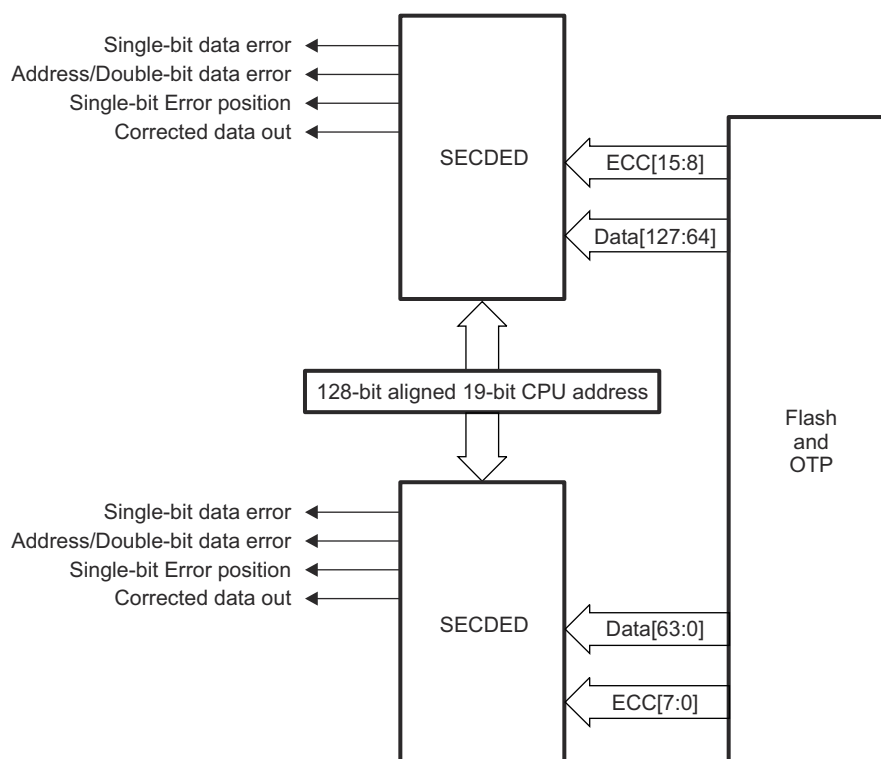 Single-bit data error
Address/Double-bit data error
Single-bit Error position
Corrected data out
SECDED
ECC[15:8]
Data[127:64]
128-bit aligned 19-bit CPU address
Flash
and
OTP
Single-bit data error
Address/Double-bit data error
Single-bit Error position
Corrected data out
SECDED
Data[63:0]
ECC[7:0]